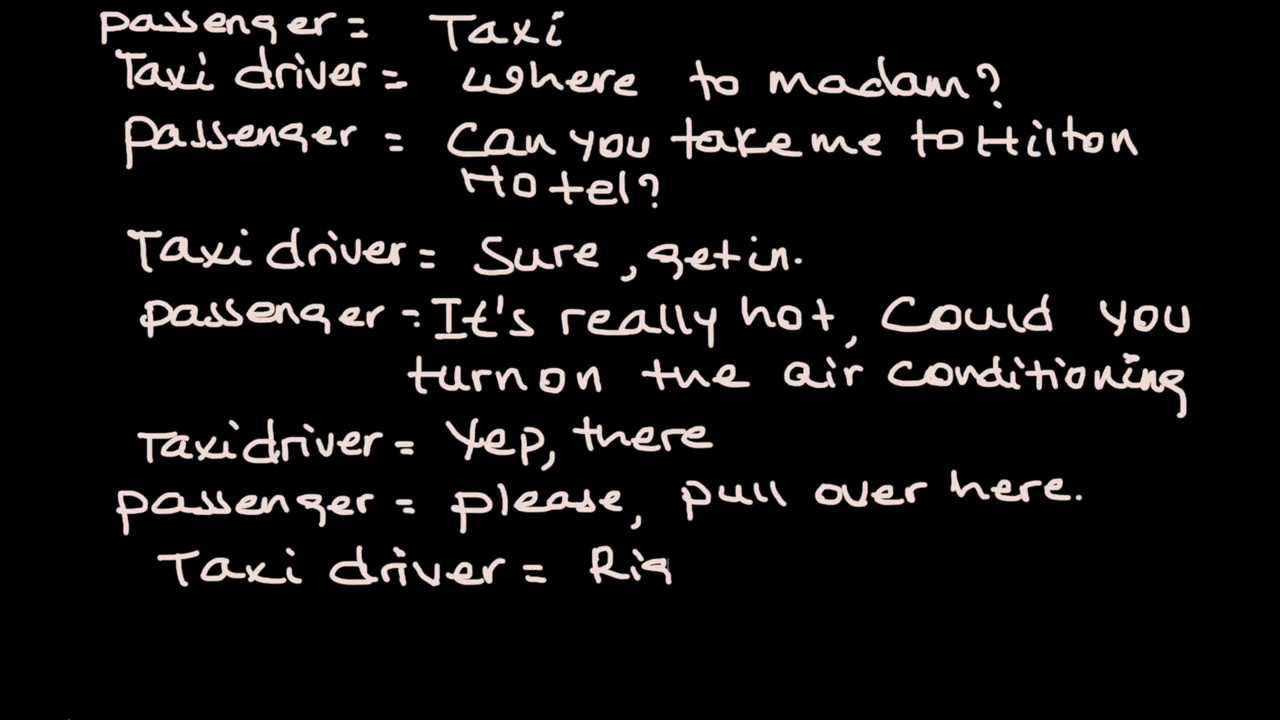 passenger = Taxi
Taxi driver = where to madam?
passenger = Can you take me to Hilton
Hotel?
Taxi driver = Sure, get in.
passenger = It's really hot, Could you
turn on the air conditioning
Taxi driver = Yep, there
passenger = please, pull over here.
Taxi driver = Rig